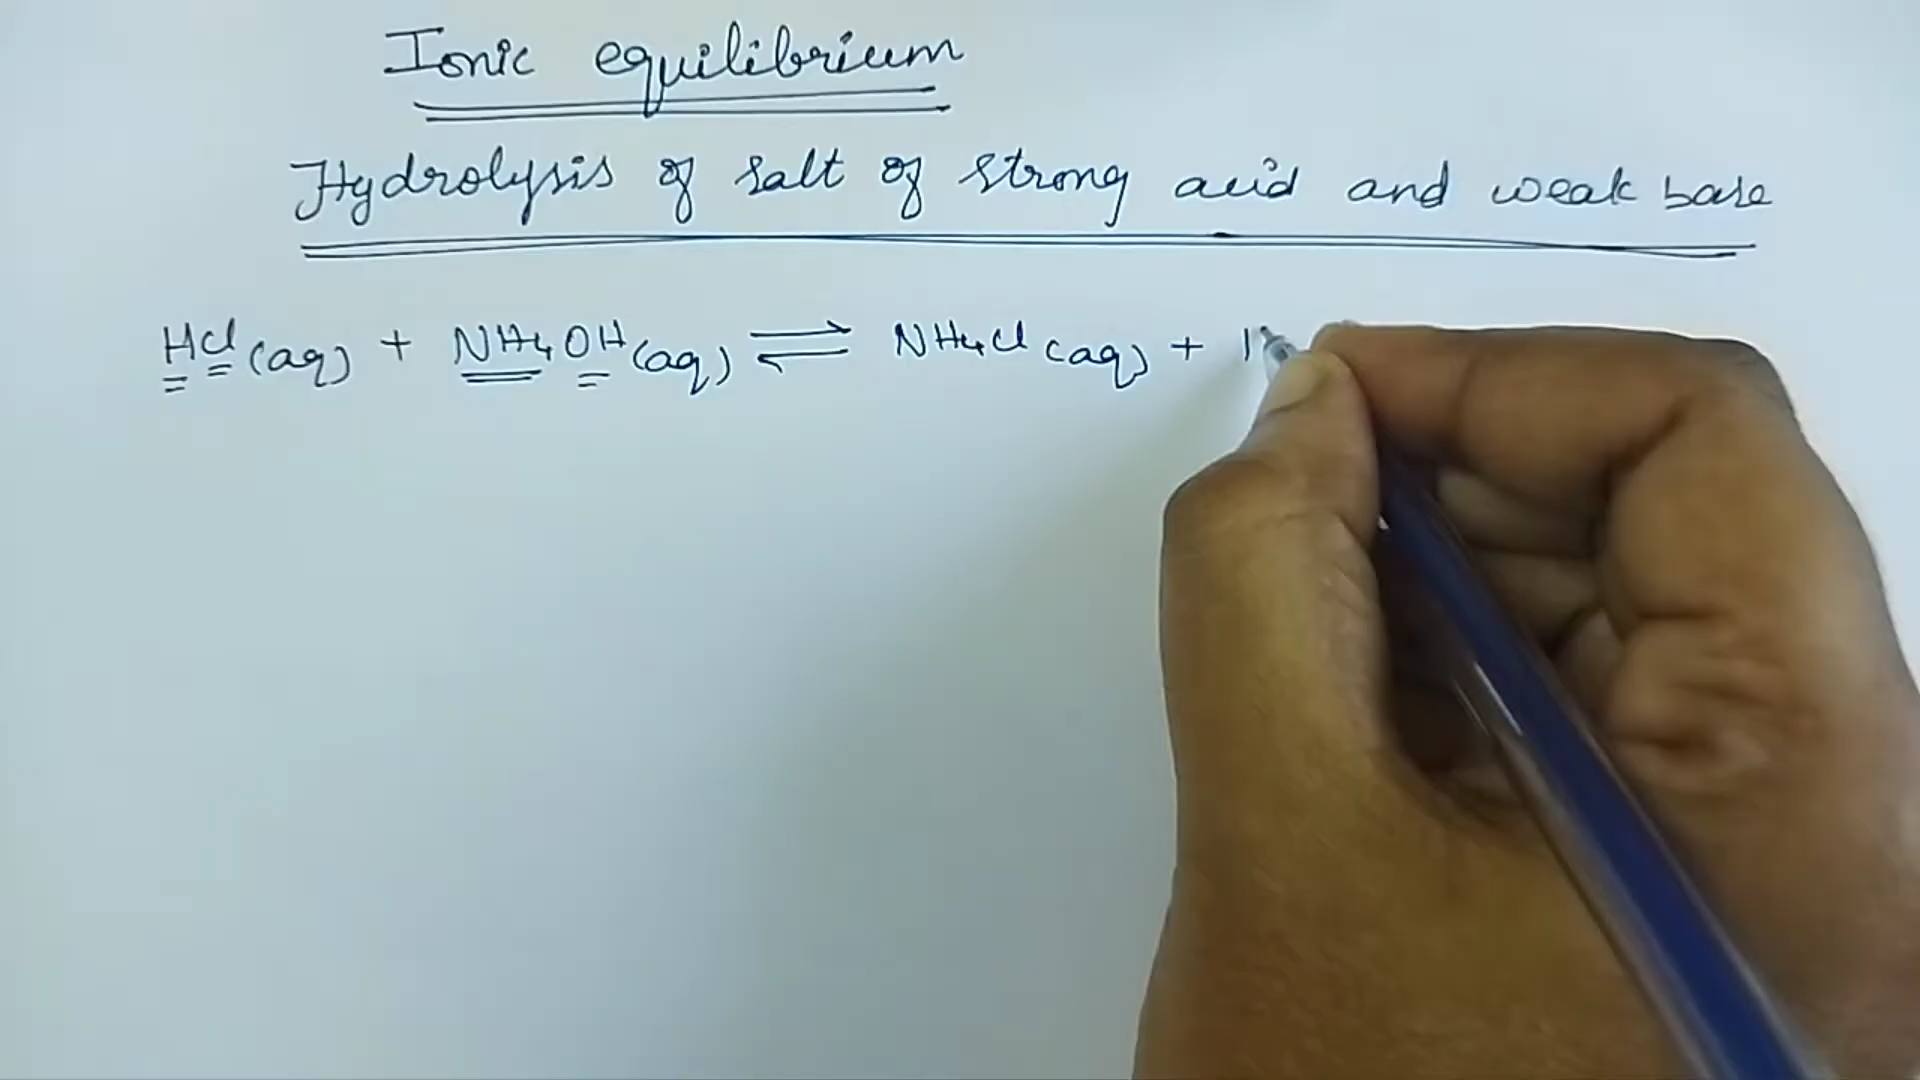 Ionic equilibrium
Hydrolysis of salt of strong acid and weak base
HCl (aq) + NH4OH (aq) ⇌ NH4Cl (aq) +